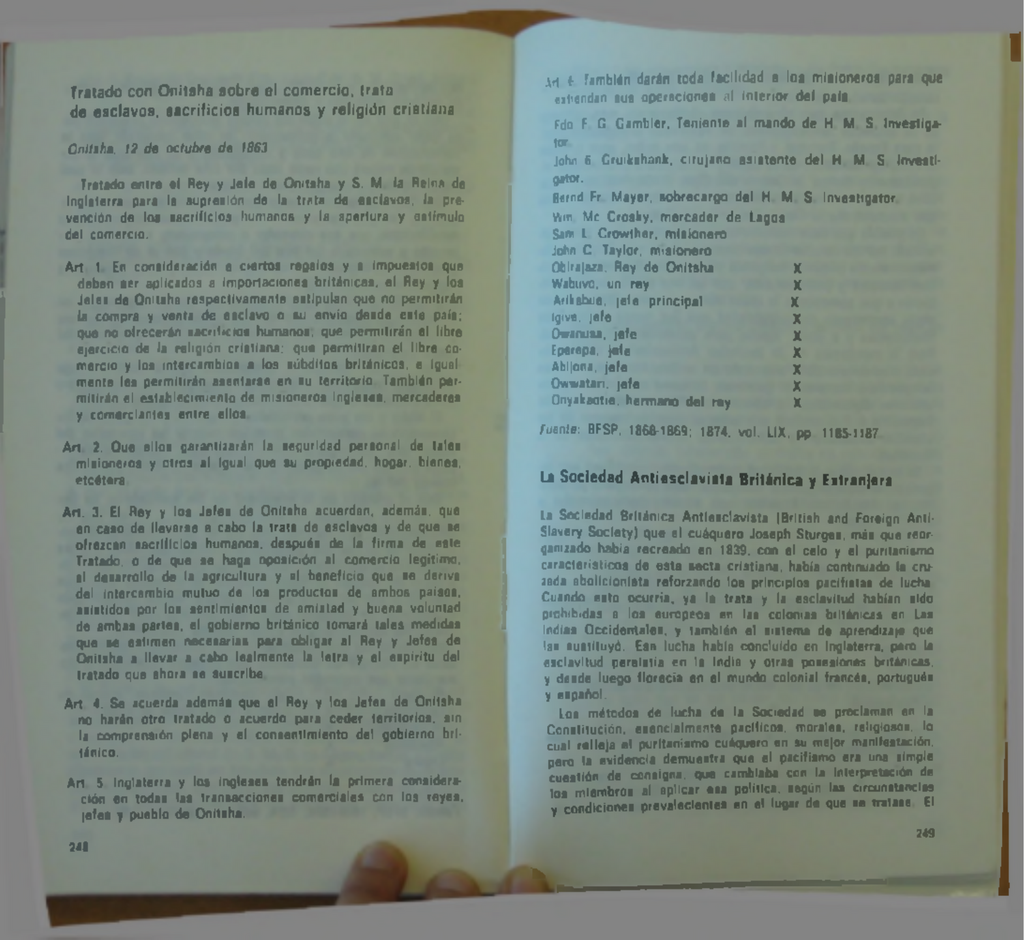 Tratado con Onitsha sobre el comercio, trata
de esclavos, sacrificios humanos y religión cristiana
Onitsha, 12 de octubre de 1863
Tratado entre el Rey y Jefe de Onitsha y S. M. la Reina de
Inglaterra para la supresión de la trata de esclavos, la pre-
vención de los sacrificios humanos y la apertura y estímulo
del comercio.
Art. 1. En consideración a ciertos regalos y a impuestos que
deben ser aplicados a importaciones británicas, el Rey y los
Jefes de Onitsha respectivamente estipulan que no permitirán
la compra y venta de esclavo o su envío desde este país;
que no ofrecerán sacrificios humanos; que permitirán el libre
ejercicio de la religión cristiana; que permitirán el libre co-
mercio y los intercambios a los súbditos británicos, e igual-
mente les permitirán asentarse en su territorio. También per-
mitirán el establecimiento de misioneros ingleses, mercaderes
y comerciantes entre ellos.
Art. 2. Que ellos garantizarán la seguridad personal de tales
misioneros y otros al igual que su propiedad, hogar, bienes,
etcétera.
Art. 3. El Rey y los Jefes de Onitsha acuerdan, además, que
en caso de llevarse a cabo la trata de esclavos y de que se
ofrezcan sacrificios humanos, después de la firma de este
Tratado, o de que se haga oposición al comercio legítimo,
al desarrollo de la agricultura y al beneficio que se deriva
del intercambio mutuo de los productos de ambos países,
asistidos por los sentimientos de amistad y buena voluntad
de ambas partes, el gobierno británico tomará tales medidas
que se estimen necesarias para obligar al Rey y Jefes de
Onitsha a llevar a cabo lealmente la letra y el espíritu del
tratado que ahora se suscribe.
Art. 4. Se acuerda además que el Rey y los Jefes de Onitsha
no harán otro tratado o acuerdo para ceder territorios, sin
la comprensión plena y el consentimiento del gobierno bri-
tánico.
Art. 5. Inglaterra y los ingleses tendrán la primera considera-
ción en todas las transacciones comerciales con los reyes,
jefes y pueblo de Onitsha.
248
Art. 6. También darán toda facilidad a los misioneros para que
extiendan sus operaciones al interior del país.
Fdo. F. G. Gambier, Teniente al mando de H. M. S. Investiga-
tor.
John 6. Cruikshank, cirujano asistente del H. M. S. Investi-
gator.
Bernd Fr. Mayer, sobrecargo del H. M. S. Investigator.
Wm. Mc Crosky, mercader de Lagos
Sam L. Crowther, misionero
John C. Taylor, misionero
Obirajaza, Rey de Onitsha X
Wabuvo, un rey X
Arikabue, jefe principal X
Igive, jefe X
Owanusa, jefe X
Eperepa, jefe X
Abijona, jefe X
Owwatari, jefe X
Onyakaotie, hermano del rey X
Fuente: BFSP, 1868-1869; 1874, vol. LIX, pp. 1185-1187.
La Sociedad Antiesclavista Británica y Extranjera
La Sociedad Británica Antiesclavista (British and Foreign Anti-
Slavery Society) que el cuáquero Joseph Sturges, más que reor-
ganizado había recreado en 1839, con el celo y el puritanismo
característicos de esta secta cristiana, había continuado la cru-
zada abolicionista reforzando los principios pacifistas de lucha.
Cuando esto ocurría, ya la trata y la esclavitud habían sido
prohibidas a los europeos en las colonias británicas en Las
Indias Occidentales, y también el sistema de aprendizaje que
las sustituyó. Esa lucha había concluido en Inglaterra, pero la
esclavitud persistía en la India y otras posesiones británicas,
y desde luego florecía en el mundo colonial francés, portugués
y español.
Los métodos de lucha de la Sociedad se proclaman en la
Constitución, esencialmente pacíficos, morales, religiosos, lo
cual refleja el puritanismo cuáquero en su mejor manifestación,
pero la evidencia demuestra que el pacifismo era una simple
cuestión de consigna, que cambiaba con la interpretación de
los miembros al aplicar esa política, según las circunstancias
y condiciones prevalecientes en el lugar de que se tratase. El
249